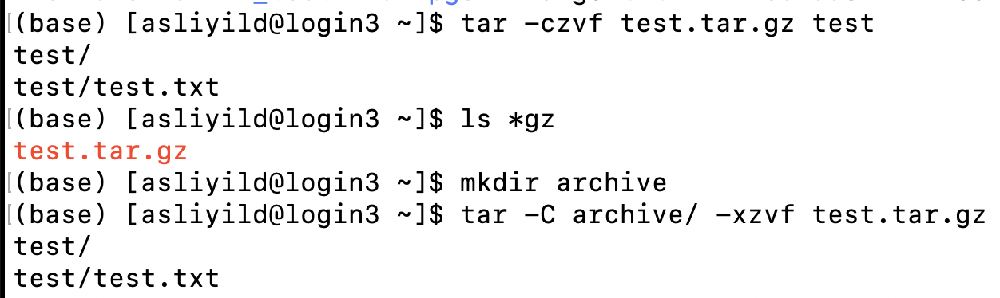 [(base) [asliyild@login3 ~]$ tar -czvf test.tar.gz test
test/
test/test.txt
[(base) [asliyild@login3 ~]$ ls *gz
test.tar.gz
[(base) [asliyild@login3 ~]$ mkdir archive
[(base) [asliyild@login3 ~]$ tar -C archive/ -xzvf test.tar.gz
test/
test/test.txt